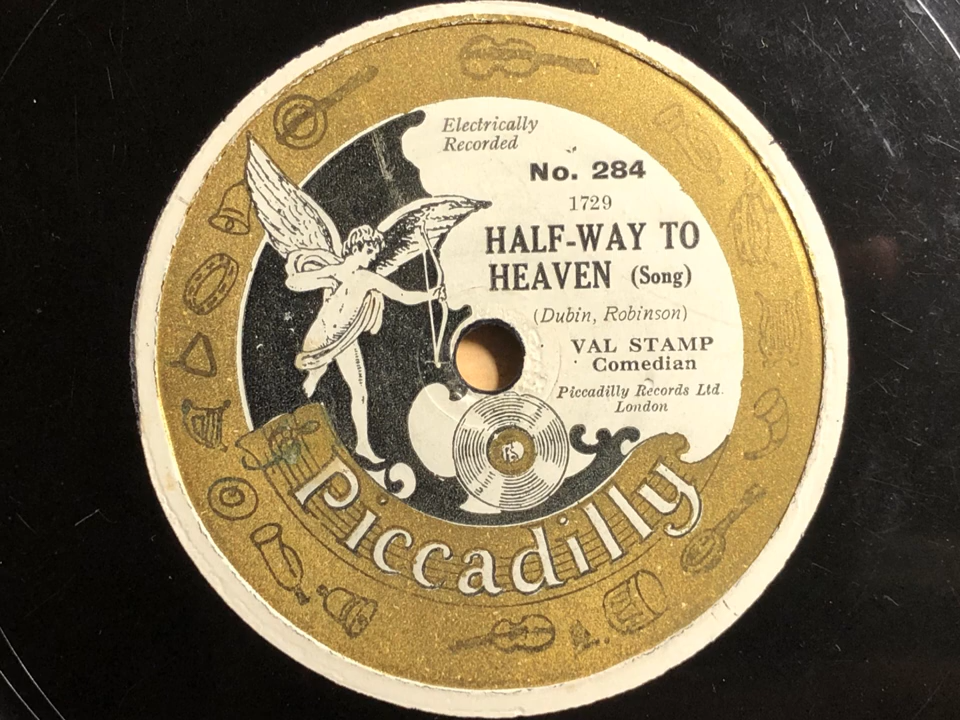 Electrically
Recorded
No. 284
1729
HALF-WAY TO
HEAVEN (Song)
(Dubin, Robinson)
VAL STAMP
Comedian
Piccadilly Records Ltd.
London
Piccadilly